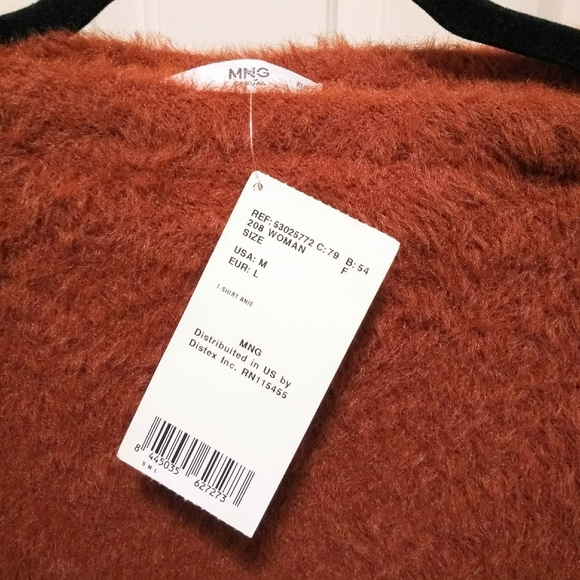 MNG
CASUAL
REF:53025772 C:79 B:54
208 WOMAN F
SIZE
USA: M
EUR: L
T-SHIRT ANIE
MNG
Distribuited in US by
Distex Inc. RN115455
8 445035 627273
S M L